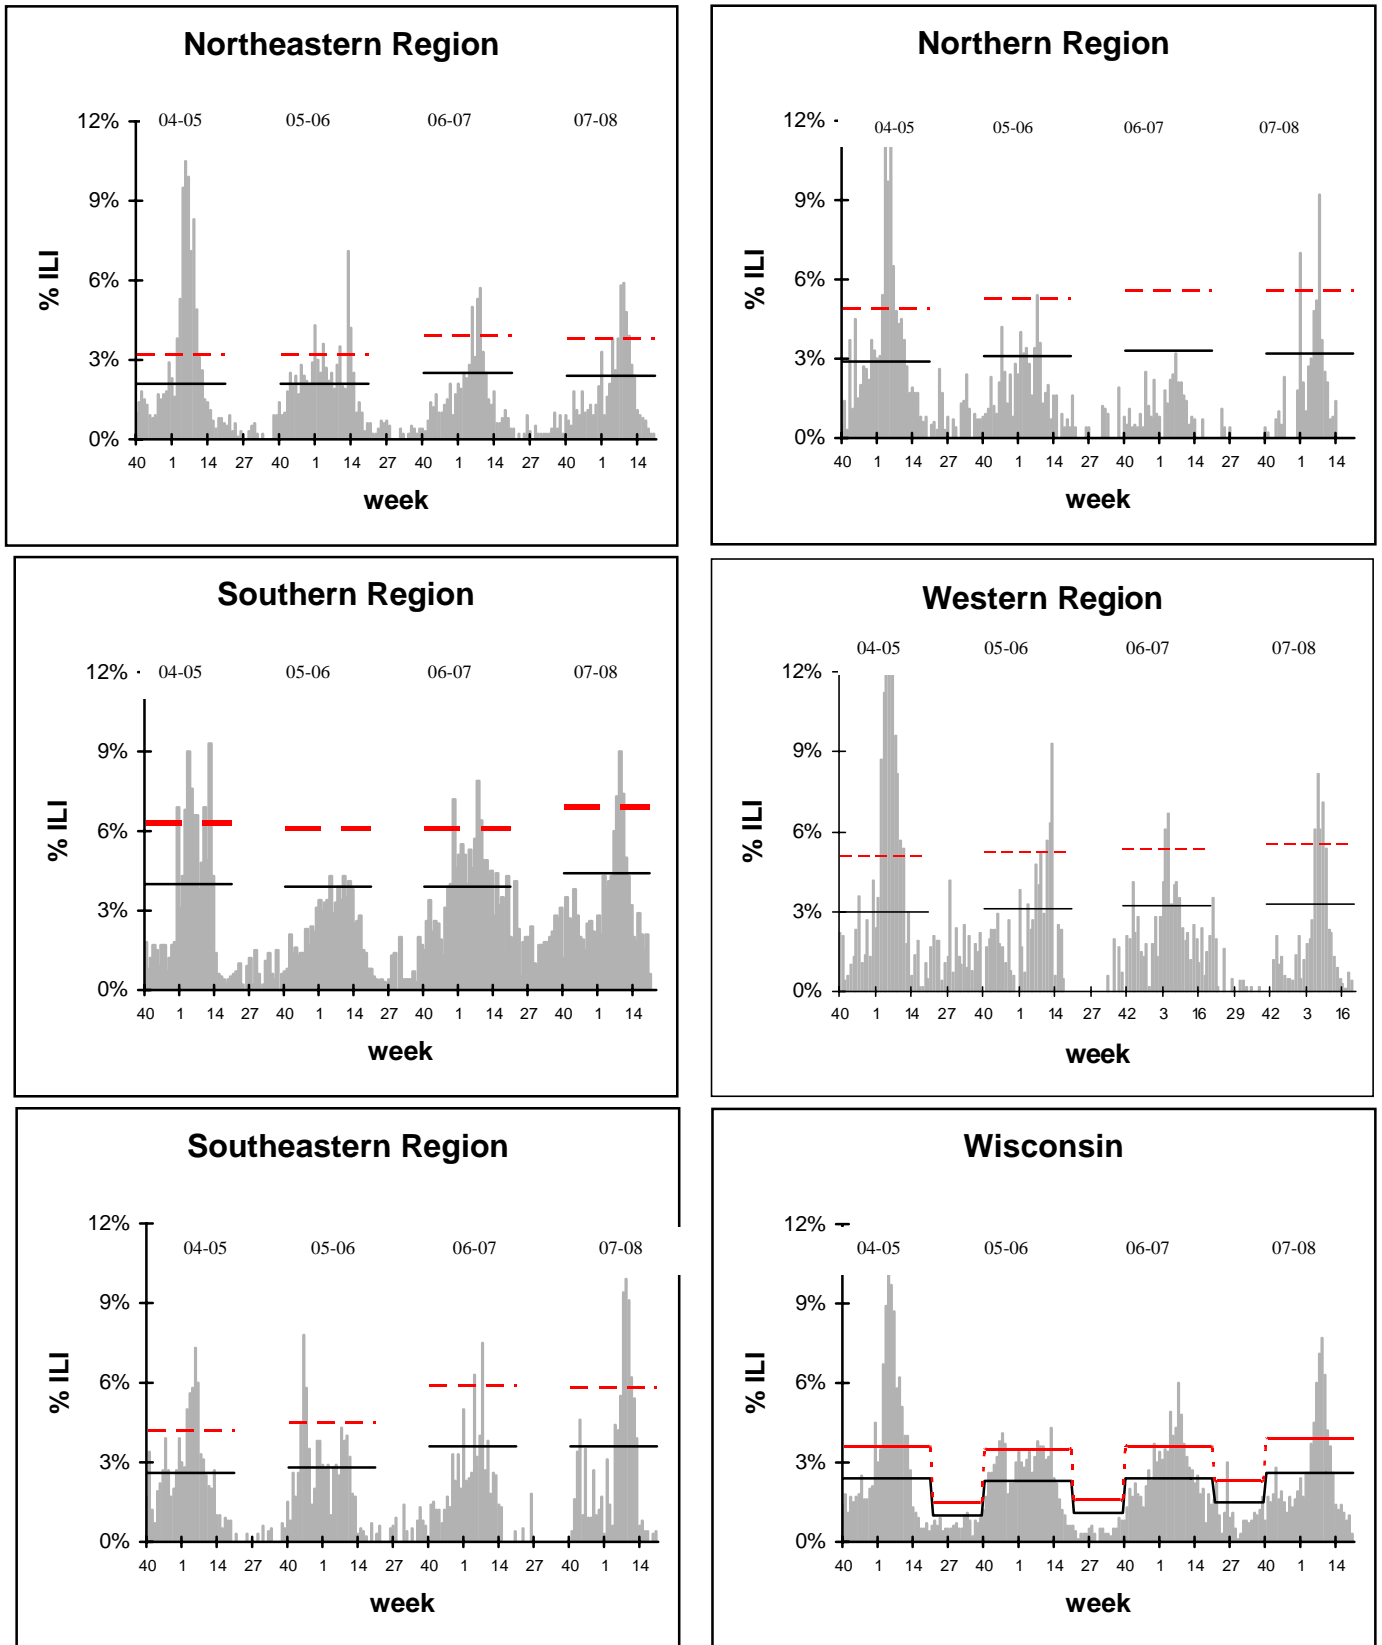 Northeastern Region
12% 04-05 05-06 06-07 07-08
9%
6%
3%
0%
% ILI
40 1 14 27 40 1 14 27 40 1 14 27 40 1 14
week
Northern Region
12% 04-05 05-06 06-07 07-08
9%
6%
3%
0%
% ILI
40 1 14 27 40 1 14 27 40 1 14 27 40 1 14
week
Southern Region
12% 04-05 05-06 06-07 07-08
9%
6%
3%
0%
% ILI
40 1 14 27 40 1 14 27 40 1 14 27 40 1 14
week
Western Region
04-05 05-06 06-07 07-08
12%
9%
6%
3%
0%
% ILI
40 1 14 27 40 1 14 27 42 3 16 29 42 3 16
week
Southeastern Region
12%
04-05 05-06 06-07 07-08
9%
6%
3%
0%
% ILI
40 1 14 27 40 1 14 27 40 1 14 27 40 1 14
week
Wisconsin
12%
04-05 05-06 06-07 07-08
9%
6%
3%
0%
% ILI
40 1 14 27 40 1 14 27 40 1 14 27 40 1 14
week